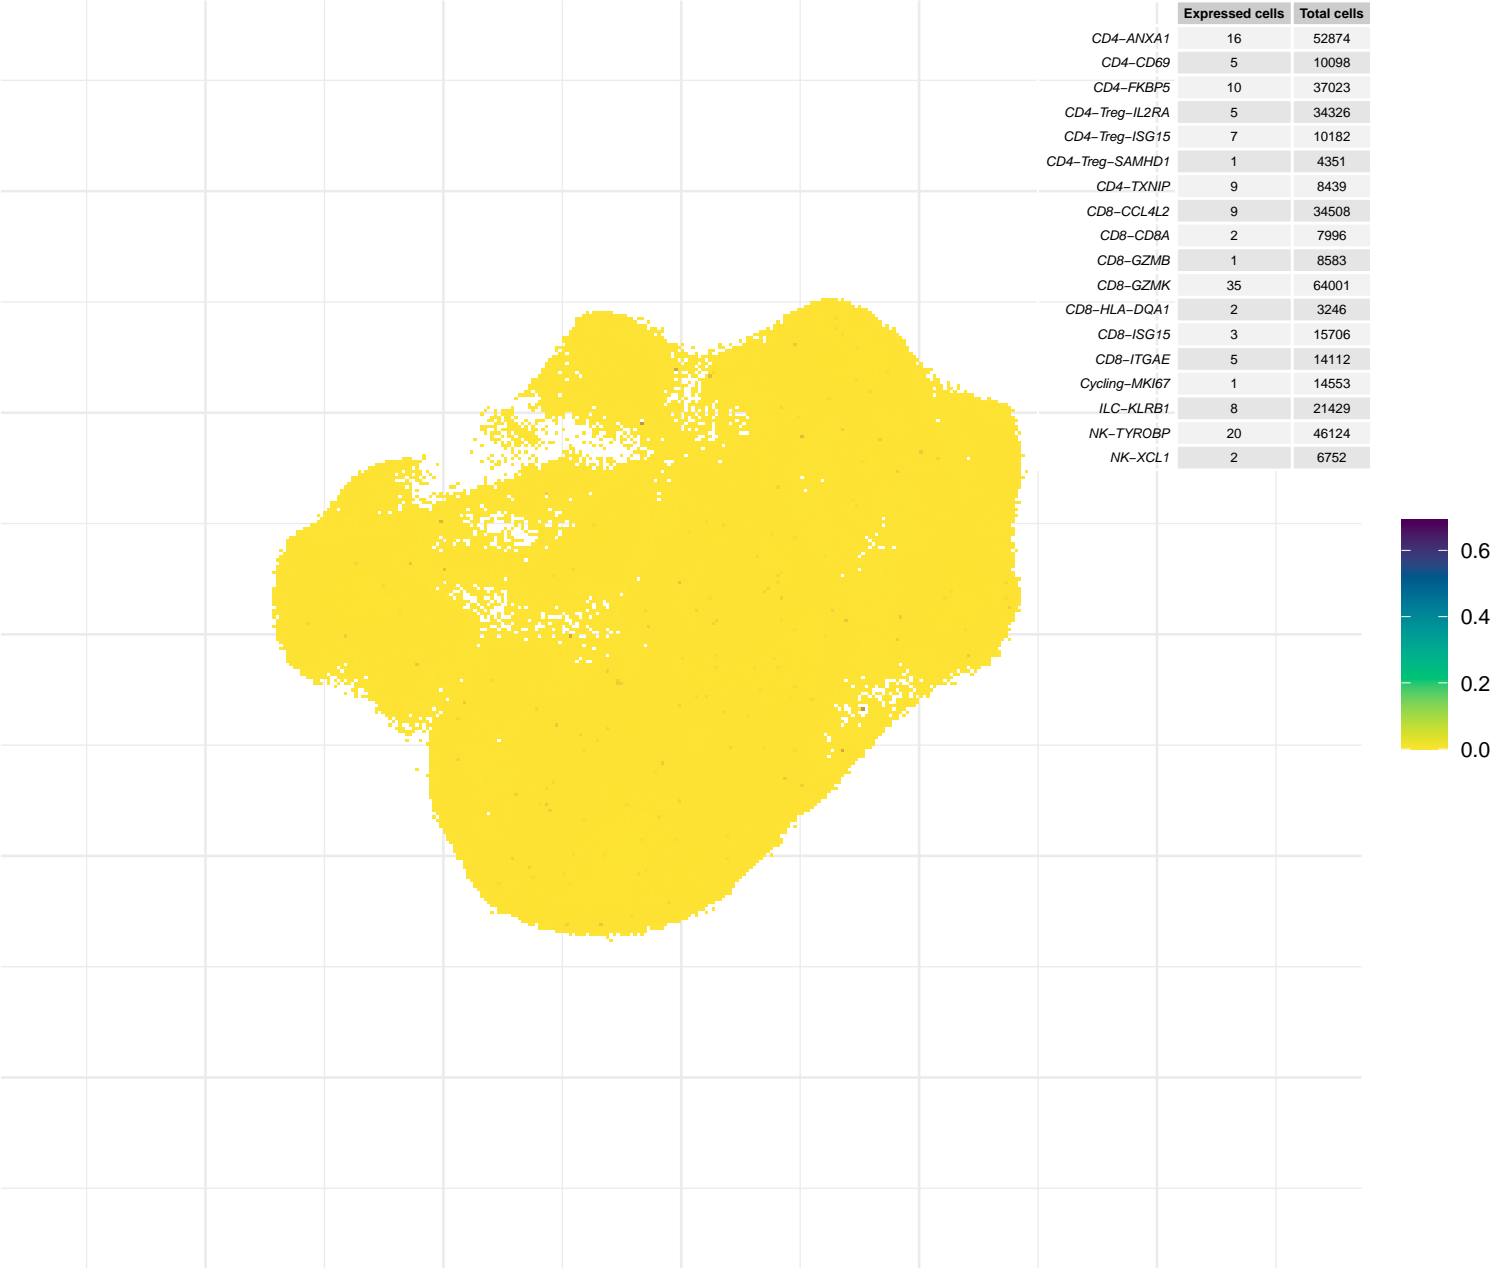 Expressed cells Total cells
CD4−ANXA1 16 52874
CD4−CD69 5 10098
CD4−FKBP5 10 37023
CD4−Treg−IL2RA 5 34326
CD4−Treg−ISG15 7 10182
CD4−Treg−SAMHD1 1 4351
CD4−TXNIP 9 8439
CD8−CCL4L2 9 34508
CD8−CD8A 2 7996
CD8−GZMB 1 8583
CD8−GZMK 35 64001
CD8−HLA−DQA1 2 3246
CD8−ISG15 3 15706
CD8−ITGAE 5 14112
Cycling−MKI67 1 14553
ILC−KLRB1 8 21429
NK−TYROBP 20 46124
NK−XCL1 2 6752
0.6
0.4
0.2
0.0